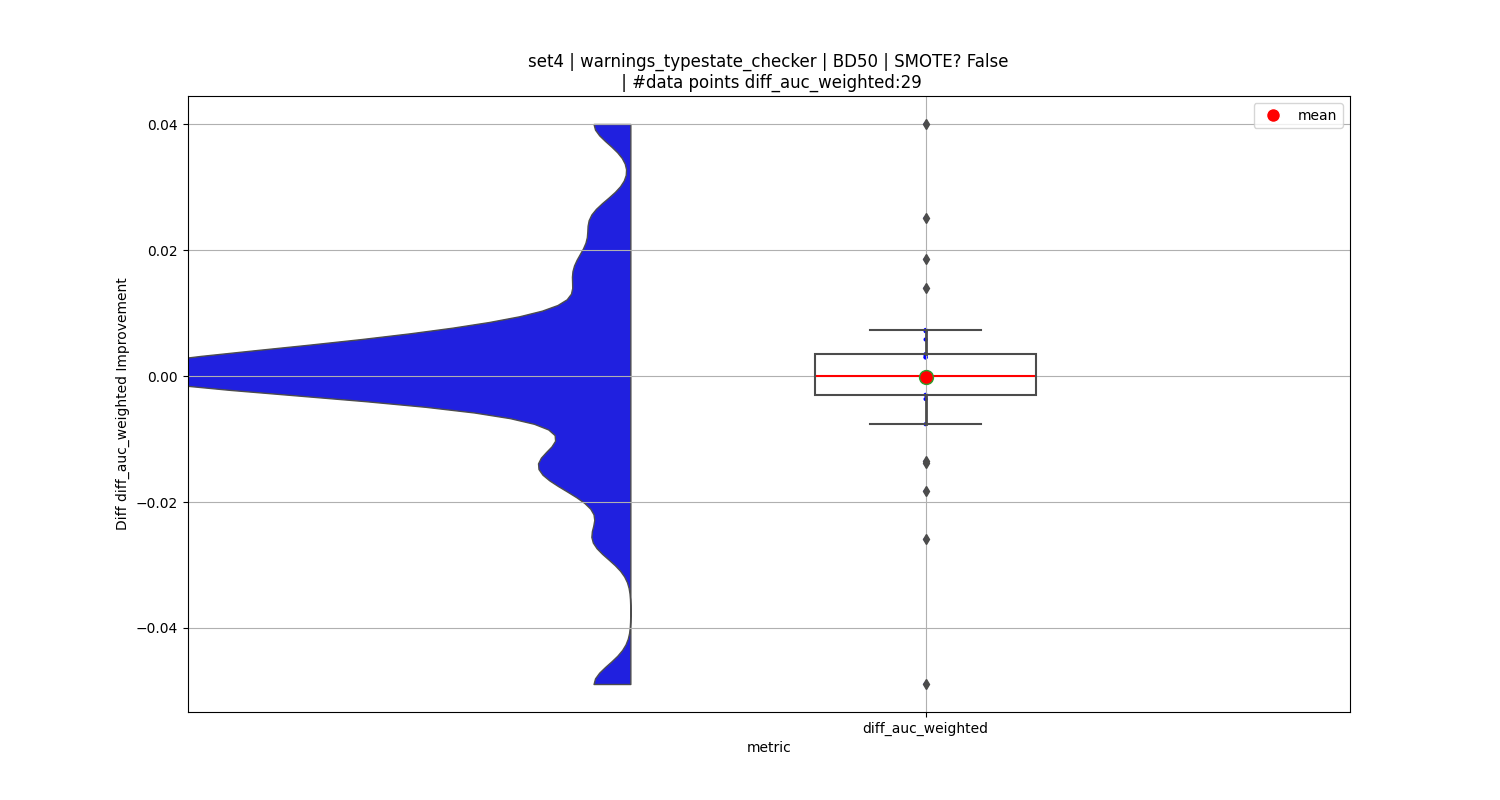 set4 | warnings_typestate_checker | BD50 | SMOTE? False
| #data points diff_auc_weighted:29
mean
0.04
0.02
0.00
−0.02
−0.04
Diff diff_auc_weighted Improvement
diff_auc_weighted
metric